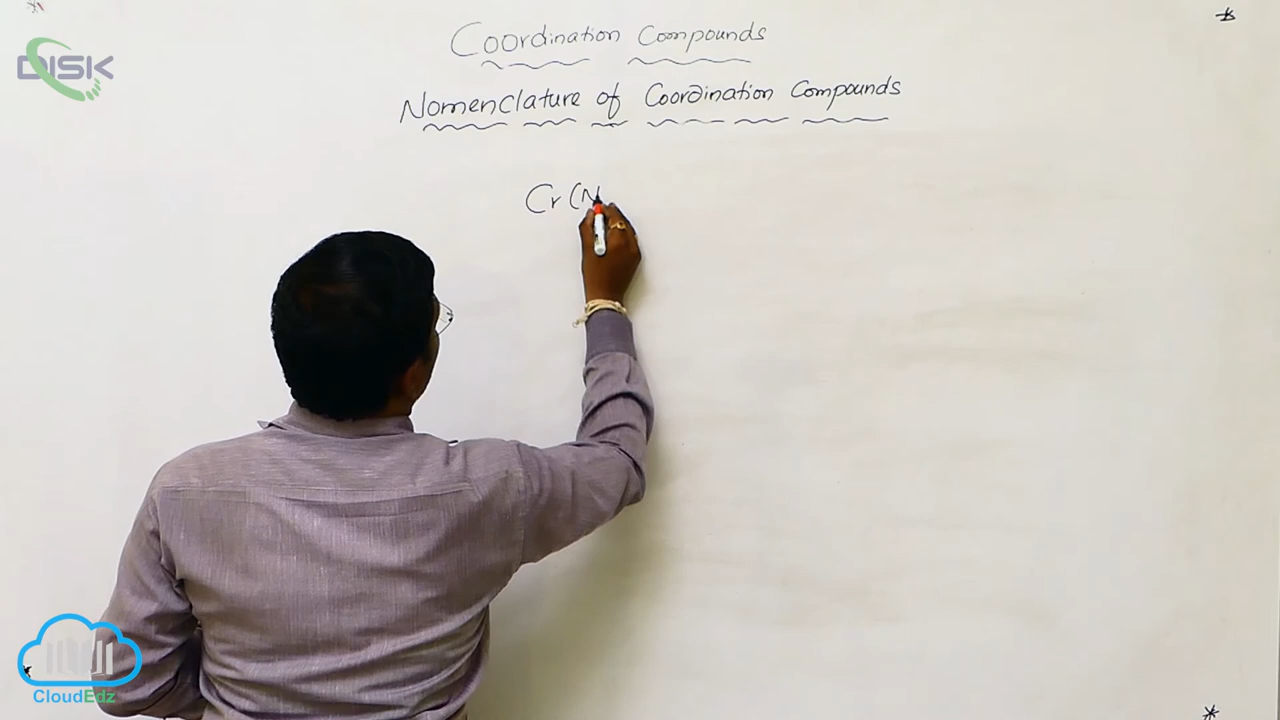 DISK
Coordination Compounds
Nomenclature of Coordination Compounds
Cr (N
CloudEdz